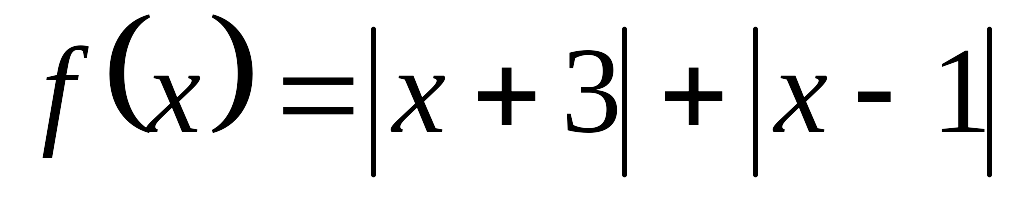 f(x) = |x + 3| + |x - 1|